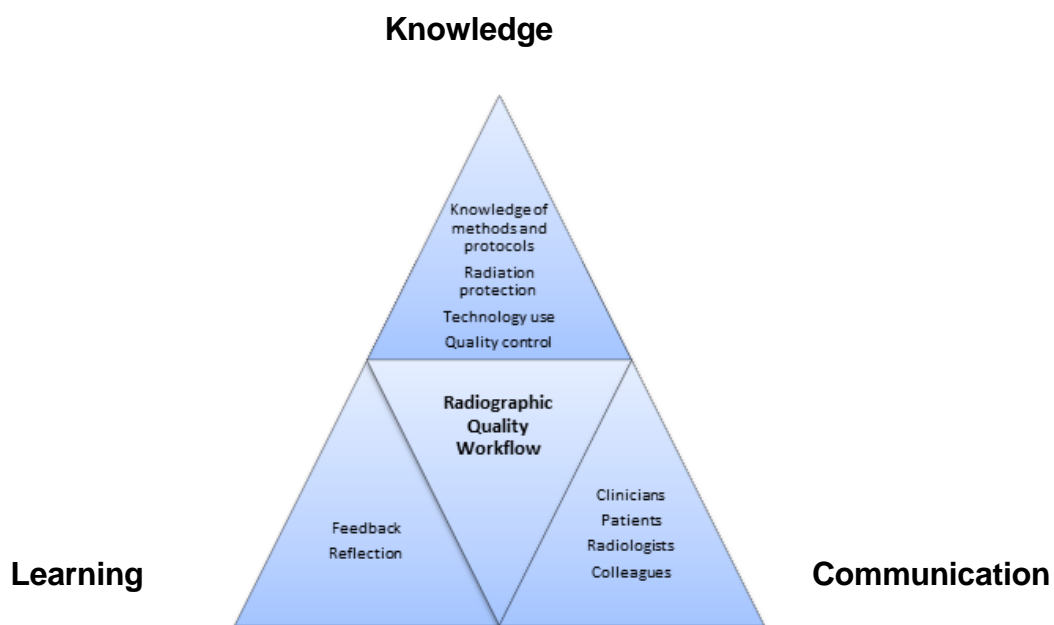 Knowledge
Knowledge of
methods and
protocols
Radiation
protection
Technology use
Quality control
Radiographic
Quality
Workflow
Feedback
Reflection
Clinicians
Patients
Radiologists
Colleagues
Learning
Communication